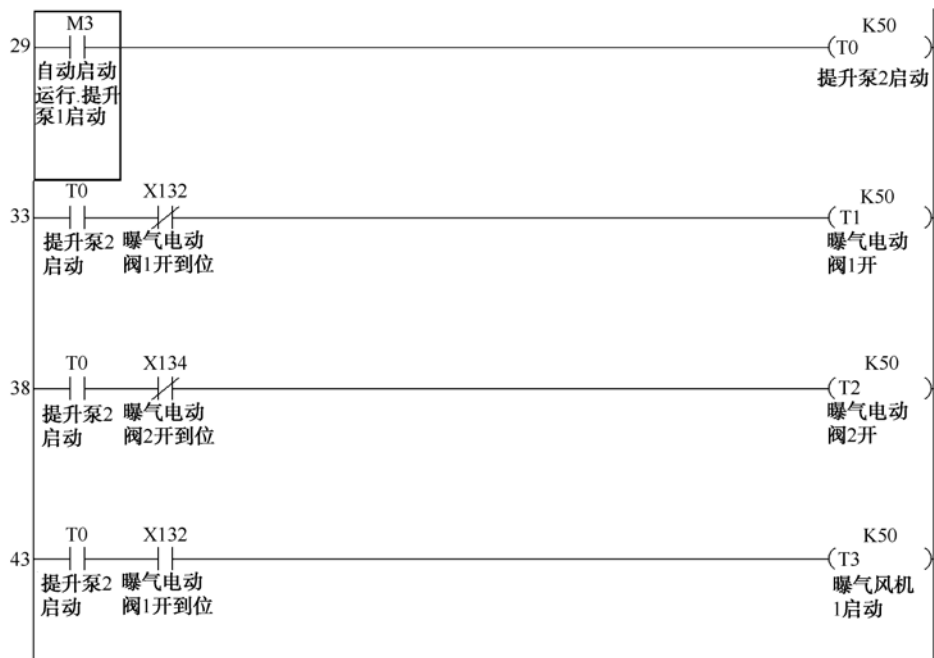 M3
K50
29
(T0 )
自动启动
运行.提升
泵1启动
提升泵2启动
T0
X132
K50
33
(T1 )
提升泵2
启动
曝气电动
阀1开到位
曝气电动
阀1开
T0
X134
K50
38
(T2 )
提升泵2
启动
曝气电动
阀2开到位
曝气电动
阀2开
T0
X132
K50
43
(T3 )
提升泵2
启动
曝气电动
阀1开到位
曝气风机
1启动